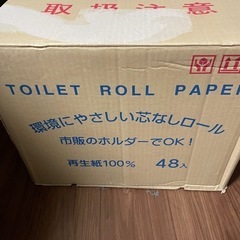 取扱注意
TOILET ROLL PAPER
環境にやさしい芯なしロール
市販のホルダーでOK!
再生紙100% 48入